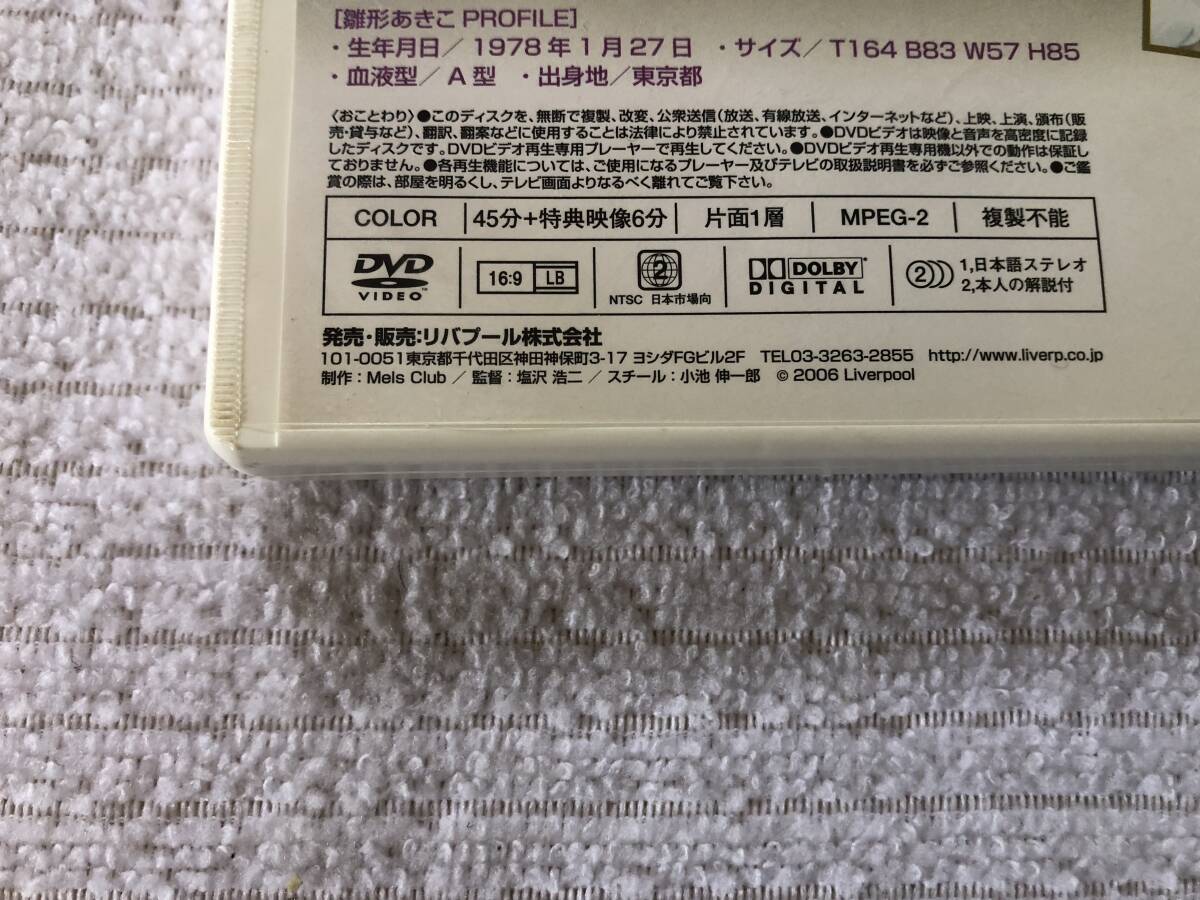 [雛形あきこ PROFILE]
・生年月日／1978年1月27日 ・サイズ／T164 B83 W57 H85
・血液型／A型 ・出身地／東京都
〈おことわり〉●このディスクを、無断で複製、改変、公衆送信(放送、有線放送、インターネットなど)、上映、上演、頒布(販
売・貸与など)、翻訳、翻案などに使用することは法律により禁止されています。●DVDビデオは映像と音声を高密度に記録
したディスクです。DVDビデオ再生専用プレーヤーで再生してください。●DVDビデオ再生専用機以外での動作は保証し
ておりません。●各再生機能については、ご使用になるプレーヤー及びテレビの取扱説明書を必ずご参照ください。●ご鑑
賞の際は、部屋を明るくし、テレビ画面よりなるべく離れてご覧下さい。
COLOR 45分+特典映像6分 片面1層 MPEG-2 複製不能
DVD VIDEO ™ 16:9 LB 2 NTSC 日本市場向 DOLBY DIGITAL 2 1,日本語ステレオ
2,本人の解説付
発売・販売:リバプール株式会社
101-0051東京都千代田区神田神保町3-17 ヨシダFGビル2F TEL03-3263-2855 http://www.liverp.co.jp
制作：Mels Club ／ 監督：塩沢 浩二 ／ スチール：小池 伸一郎 © 2006 Liverpool